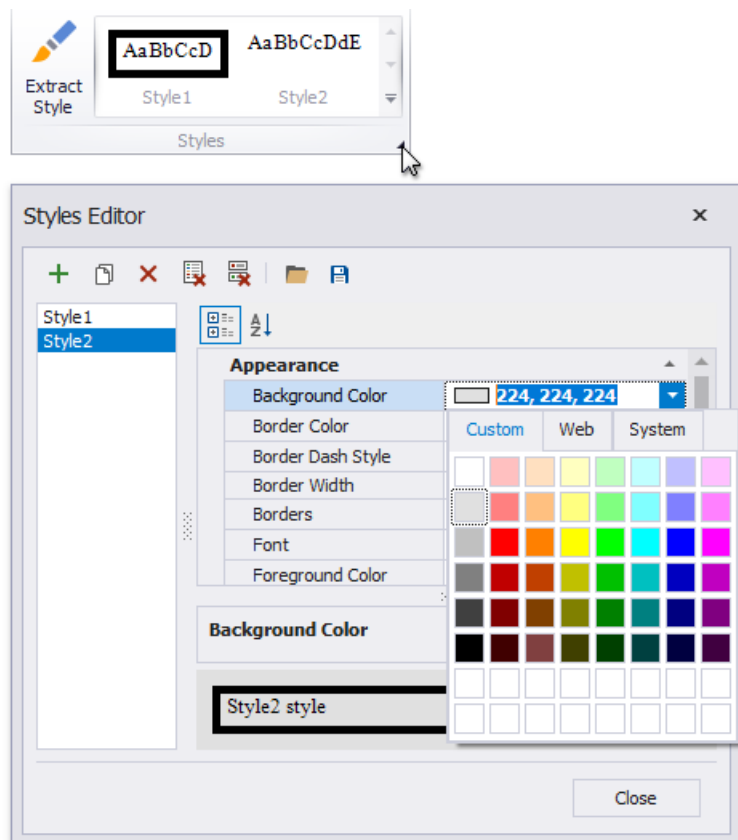 AaBbCcD
AaBbCcDdE
Extract
Style
Style1
Style2
Styles
Styles Editor
Style1
Style2
Appearance
Background Color
224, 224, 224
Border Color
Border Dash Style
Border Width
Borders
Font
Foreground Color
Custom
Web
System
Background Color
Style2 style
Close